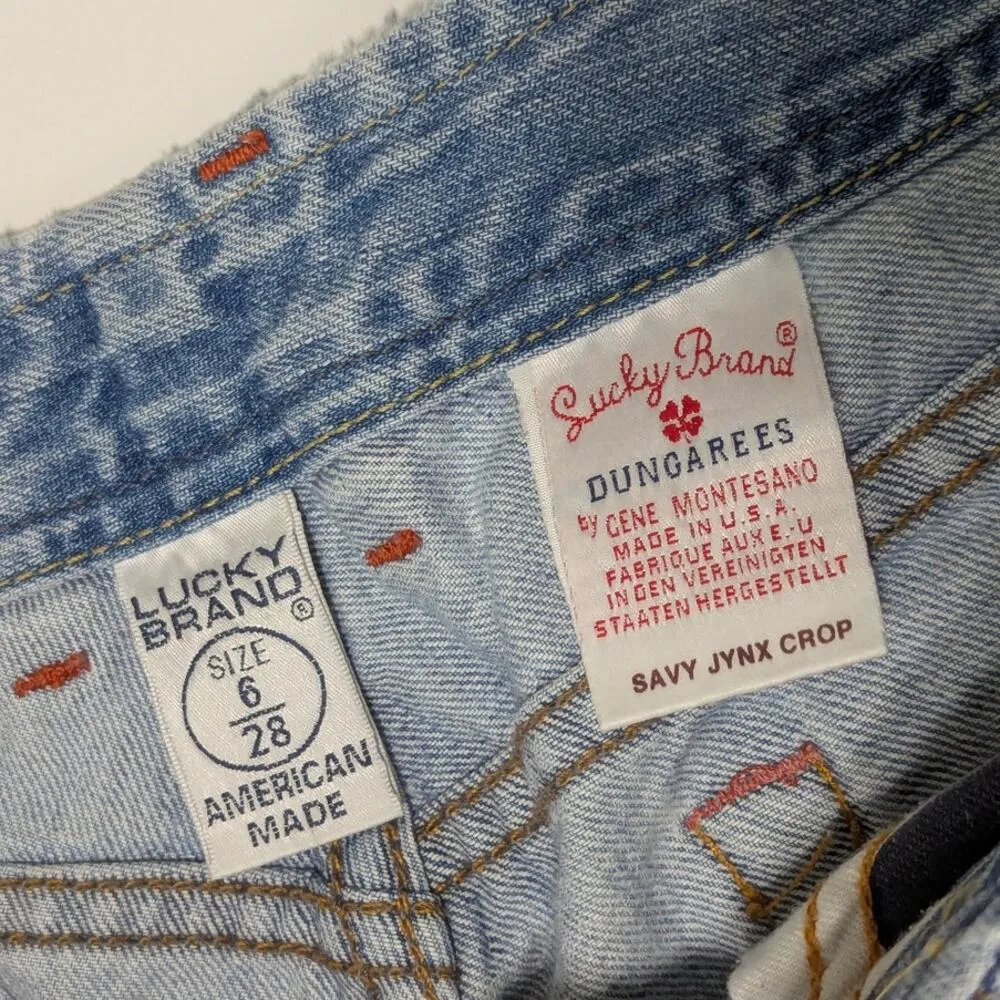 LUCKY
BRAND®
SIZE
6
28
AMERICAN
MADE
Lucky Brand®
DUNGAREES
by GENE MONTESANO
MADE IN U.S.A.
FABRIQUE AUX E.-U
IN DEN VEREINIGTEN
STAATEN HERGESTELLT
SAVY JYNX CROP